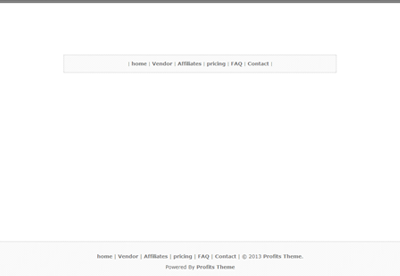 | home | Vendor | Affiliates | pricing | FAQ | Contact |
home | Vendor | Affiliates | pricing | FAQ | Contact | © 2013 Profits Theme.
Powered By Profits Theme